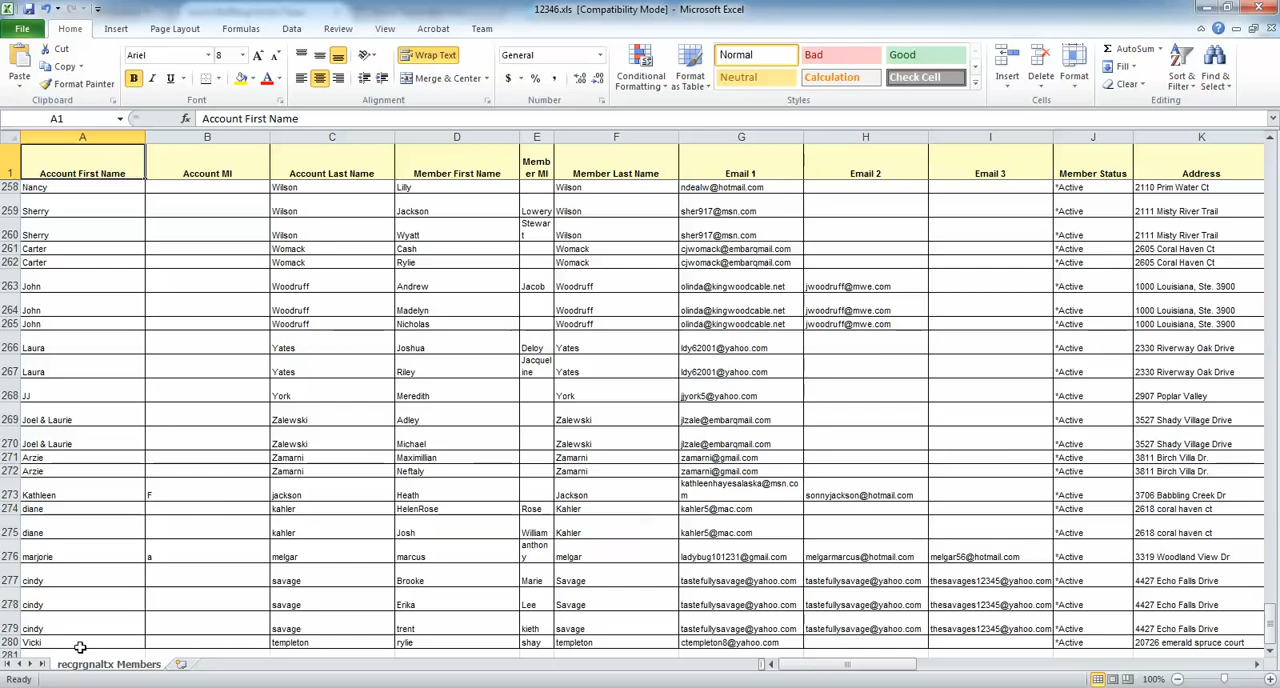 12346.xls [Compatibility Mode] - Microsoft Excel
File Home Insert Page Layout Formulas Data Review View Acrobat Team
Paste Cut Copy Format Painter Clipboard
Arial 8 Font
Wrap Text Merge & Center Alignment
General $ % , Number
Conditional Formatting Format as Table Normal Bad Good Neutral Calculation Check Cell Styles
Insert Delete Format Cells
AutoSum Fill Clear Sort & Filter Find & Select Editing
A1 fx Account First Name
A B C D E F G H I J K
1 Account First Name Account MI Account Last Name Member First Name Member MI Member Last Name Email 1 Email 2 Email 3 Member Status Address
258 Nancy Wilson Lilly Wilson ndealw@hotmail.com *Active 2110 Prim Water Ct
259 Sherry Wilson Jackson Lowery Wilson sher917@msn.com *Active 2111 Misty River Trail
260 Sherry Wilson Wyatt Stewart Wilson sher917@msn.com *Active 2111 Misty River Trail
261 Carter Womack Cash Womack cjwomack@embarqmail.com *Active 2605 Coral Haven Ct
262 Carter Womack Rylie Womack cjwomack@embarqmail.com *Active 2605 Coral Haven Ct
263 John Woodruff Andrew Jacob Woodruff olinda@kingwoodcable.net jwoodruff@mwe.com *Active 1000 Louisiana, Ste. 3900
264 John Woodruff Madelyn Woodruff olinda@kingwoodcable.net jwoodruff@mwe.com *Active 1000 Louisiana, Ste. 3900
265 John Woodruff Nicholas Woodruff olinda@kingwoodcable.net jwoodruff@mwe.com *Active 1000 Louisiana, Ste. 3900
266 Laura Yates Joshua Deloy Yates ldy62001@yahoo.com *Active 2330 Riverway Oak Drive
267 Laura Yates Riley Jacqueline Yates ldy62001@yahoo.com *Active 2330 Riverway Oak Drive
268 JJ York Meredith York jjyork5@yahoo.com *Active 2907 Poplar Valley
269 Joel & Laurie Zalewski Adley Zalewski jlzale@embarqmail.com *Active 3527 Shady Village Drive
270 Joel & Laurie Zalewski Michael Zalewski jlzale@embarqmail.com *Active 3527 Shady Village Drive
271 Arzie Zamarni Maximillian Zamarni zamarni@gmail.com *Active 3811 Birch Villa Dr.
272 Arzie Zamarni Neftaly Zamarni zamarni@gmail.com *Active 3811 Birch Villa Dr.
273 Kathleen F jackson Heath Jackson kathleenhayesalaska@msn.com sonnyjackson@hotmail.com *Active 3706 Babbling Creek Dr
274 diane kahler HelenRose Rose Kahler kahler5@mac.com *Active 2618 coral haven ct
275 diane kahler Josh William Kahler kahler5@mac.com *Active 2618 coral haven ct
276 marjorie a melgar marcus anthony melgar ladybug101231@gmail.com melgarmarcus@hotmail.com melgar56@hotmail.com *Active 3319 Woodland View Dr
277 cindy savage Brooke Marie Savage tastefullysavage@yahoo.com tastefullysavage@yahoo.com thesavages12345@yahoo.com *Active 4427 Echo Falls Drive
278 cindy savage Erika Lee Savage tastefullysavage@yahoo.com tastefullysavage@yahoo.com thesavages12345@yahoo.com *Active 4427 Echo Falls Drive
279 cindy savage trent kieth savage tastefullysavage@yahoo.com tastefullysavage@yahoo.com thesavages12345@yahoo.com *Active 4427 Echo Falls Drive
280 Vicki templeton rylie shay templeton ctempleton8@yahoo.com *Active 20726 emerald spruce court
281
recgrgnaltx Members
Ready 100%